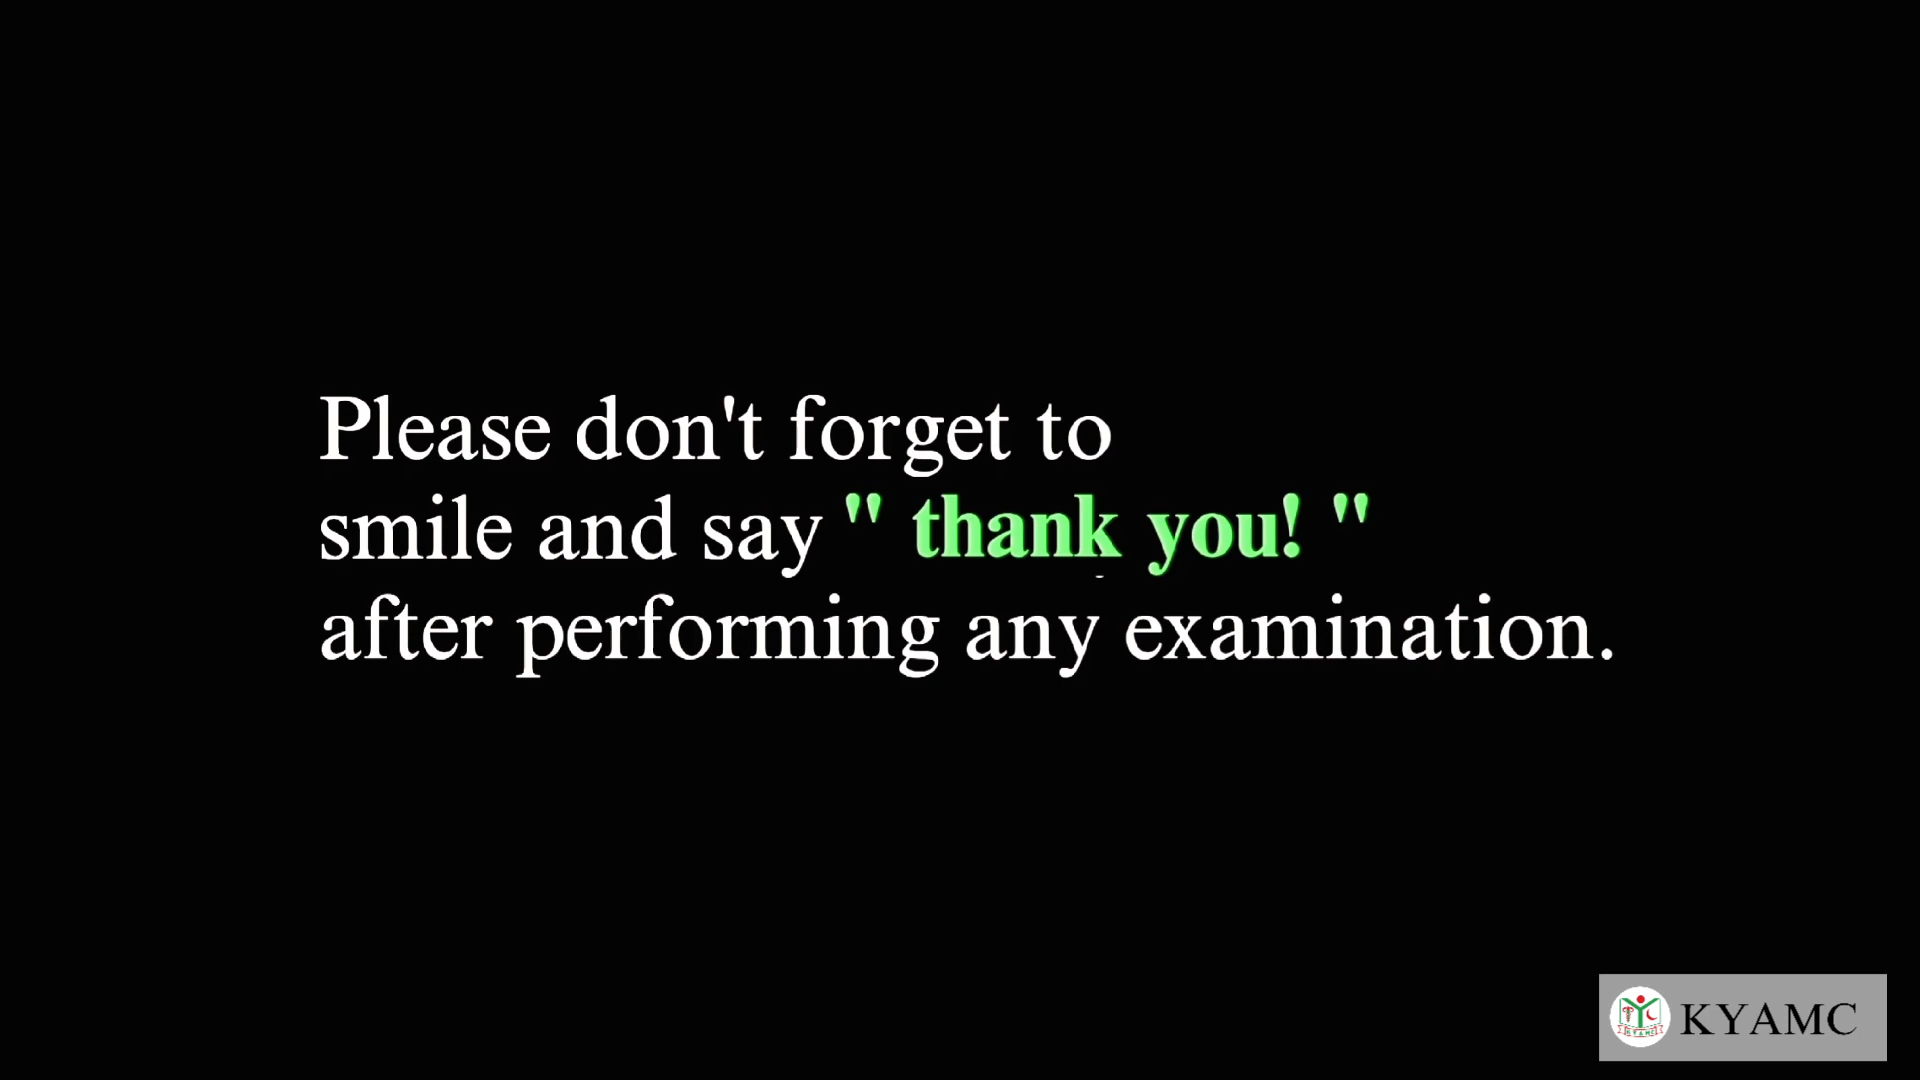 Please don't forget to
smile and say " thank you! "
after performing any examination.
KYAMC